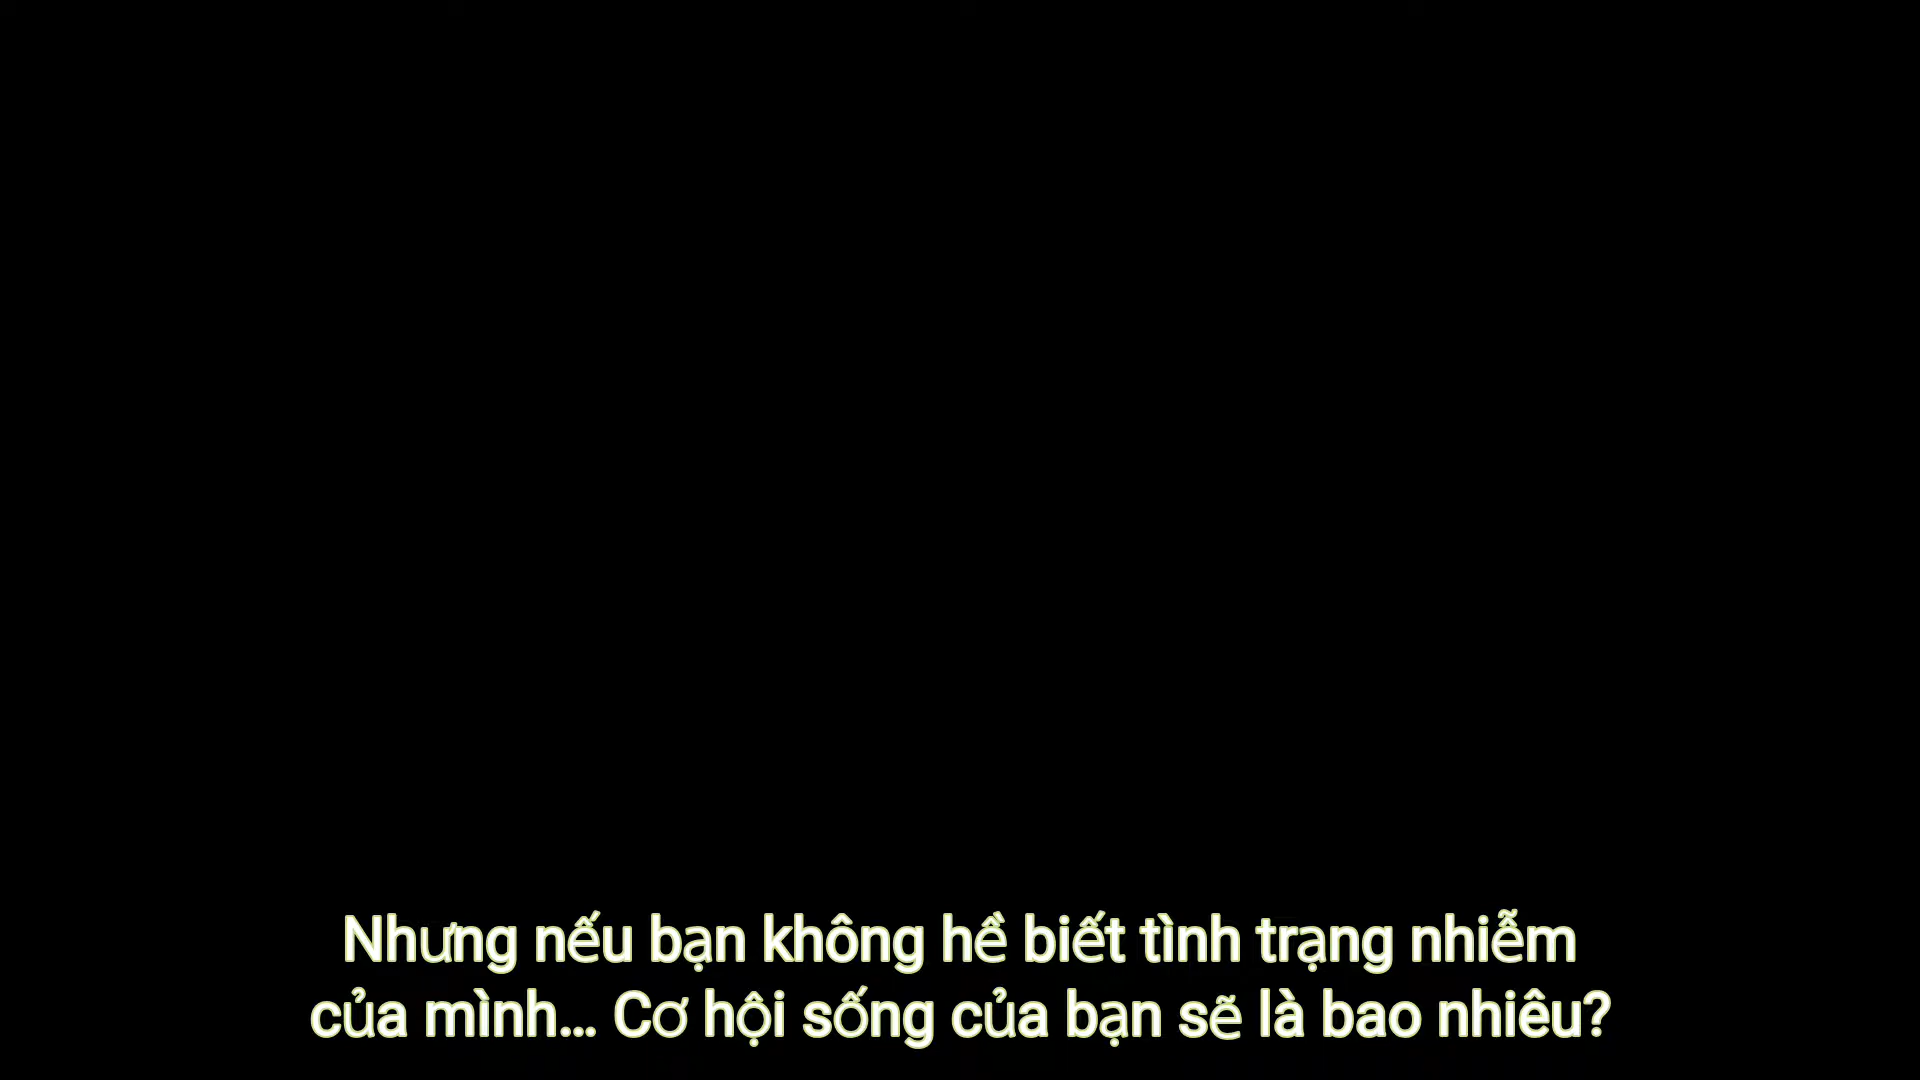 Nhưng nếu bạn không hề biết tình trạng nhiễm
của mình... Cơ hội sống của bạn sẽ là bao nhiêu?